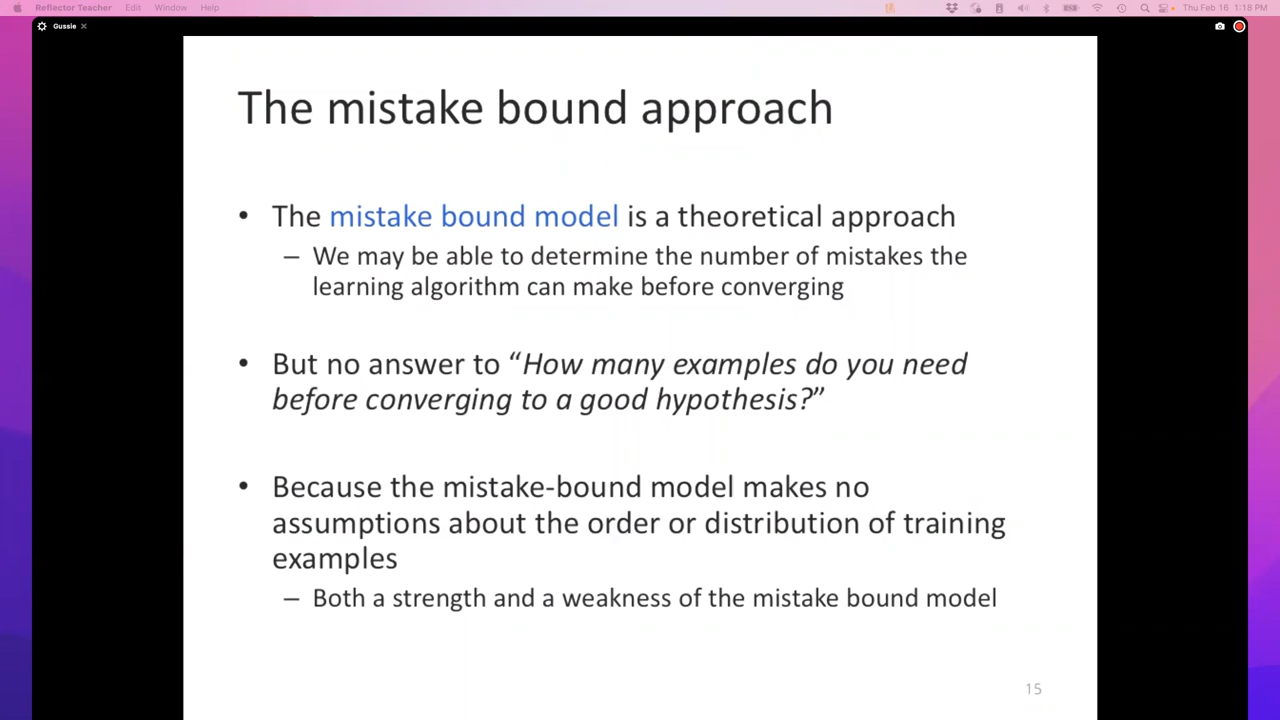 Reflector Teacher Edit Window Help Thu Feb 16 1:18 PM
Gussie
The mistake bound approach
• The mistake bound model is a theoretical approach
– We may be able to determine the number of mistakes the
learning algorithm can make before converging
• But no answer to “How many examples do you need
before converging to a good hypothesis?”
• Because the mistake-bound model makes no
assumptions about the order or distribution of training
examples
– Both a strength and a weakness of the mistake bound model
15